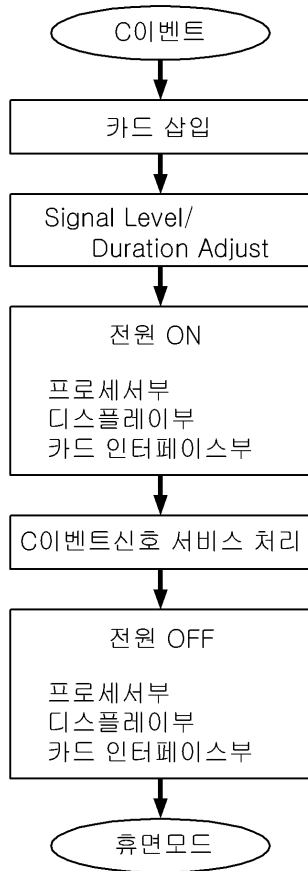 C이벤트
카드 삽입
Signal Level/
Duration Adjust
전원 ON
프로세서부
디스플레이부
카드 인터페이스부
C이벤트신호 서비스 처리
전원 OFF
프로세서부
디스플레이부
카드 인터페이스부
휴면모드